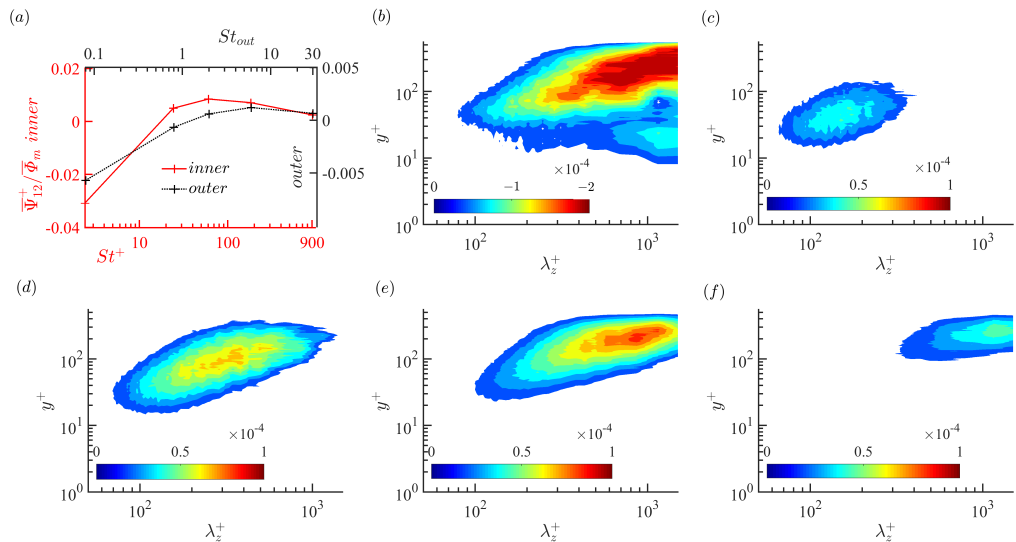 (a)
St_out
0.1 1 10 30
0.02 0 -0.02 -0.04
0.005 0 -0.005
Ψ̅₁₂⁺/Φ̅ₘ inner
outer
inner
outer
10 100 900
St⁺
(b)
y⁺
10² 10¹ 10⁰
×10⁻⁴
0 −1 −2
10² 10³
λ_z⁺
(c)
y⁺
10² 10¹ 10⁰
×10⁻⁴
0 0.5 1
10² 10³
λ_z⁺
(d)
y⁺
10² 10¹ 10⁰
×10⁻⁴
0 0.5 1
10² 10³
λ_z⁺
(e)
y⁺
10² 10¹ 10⁰
×10⁻⁴
0 0.5 1
10² 10³
λ_z⁺
(f)
y⁺
10² 10¹ 10⁰
×10⁻⁴
0 0.5 1
10² 10³
λ_z⁺